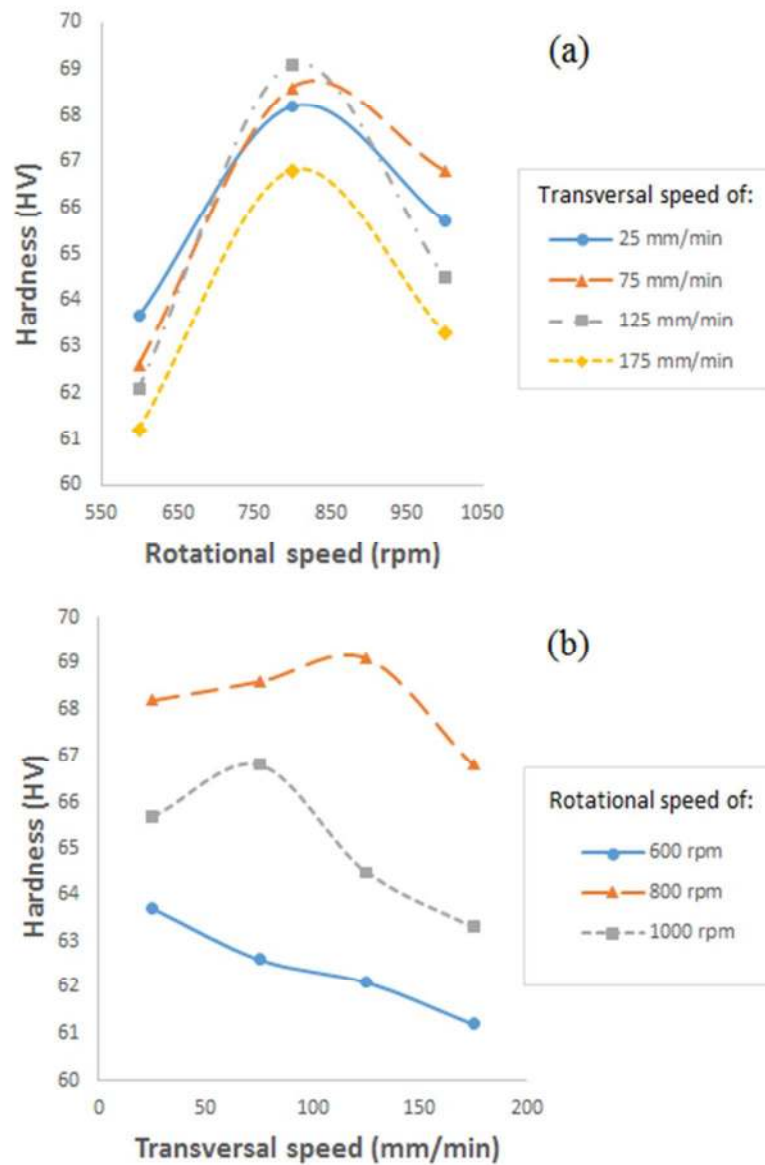 (a)
70
69
68
67
66
65
64
63
62
61
60
Hardness (HV)
550 650 750 850 950 1050
Rotational speed (rpm)
Transversal speed of:
25 mm/min
75 mm/min
125 mm/min
175 mm/min
(b)
70
69
68
67
66
65
64
63
62
61
60
Hardness (HV)
0 50 100 150 200
Transversal speed (mm/min)
Rotational speed of:
600 rpm
800 rpm
1000 rpm